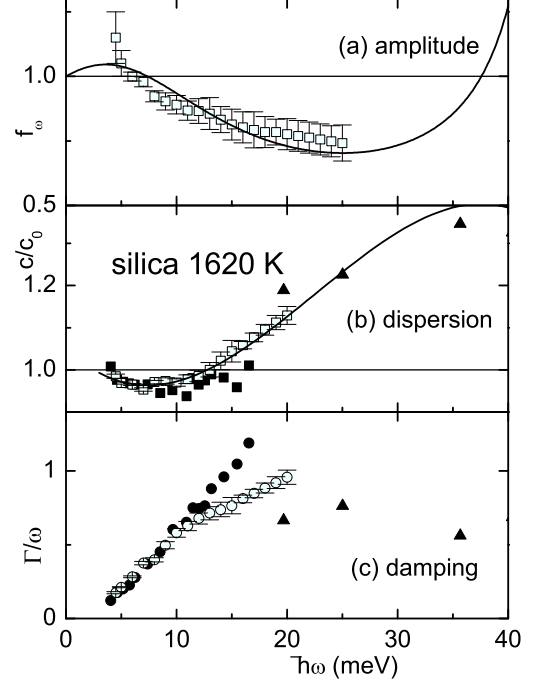 (a) amplitude
1.0
f_ω
0.5
c/c_0
silica 1620 K
1.2
(b) dispersion
1.0
1
Γ/ω
(c) damping
0
0 10 20 30 40
ħω (meV)